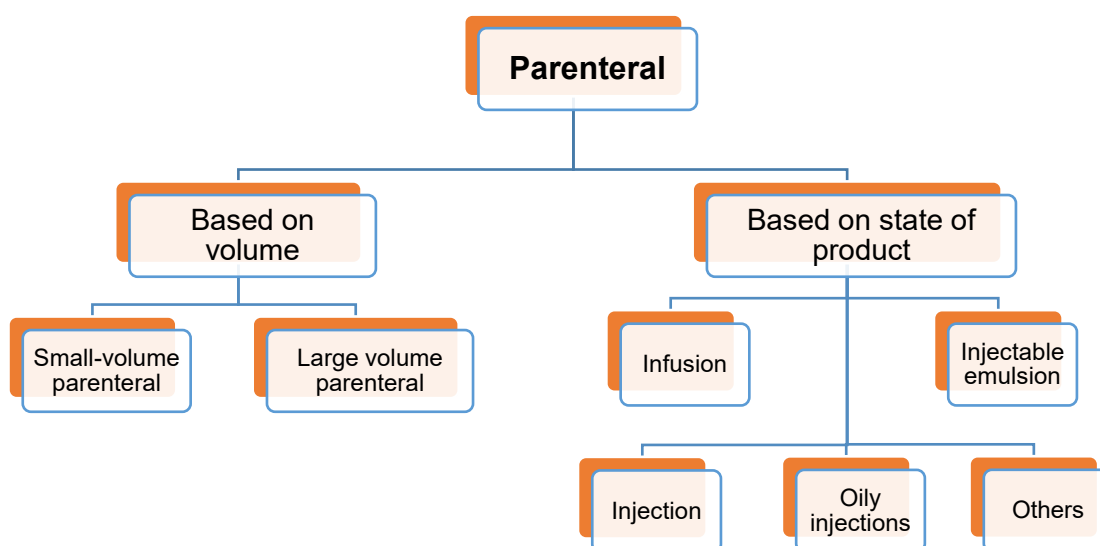 Parenteral
Based on
volume
Based on state of
product
Small-volume
parenteral
Large volume
parenteral
Infusion
Injectable
emulsion
Injection
Oily
injections
Others